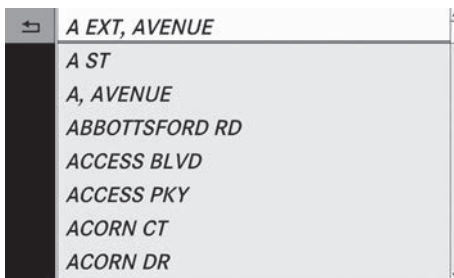 A EXT, AVENUE
A ST
A, AVENUE
ABBOTTSFORD RD
ACCESS BLVD
ACCESS PKY
ACORN CT
ACORN DR